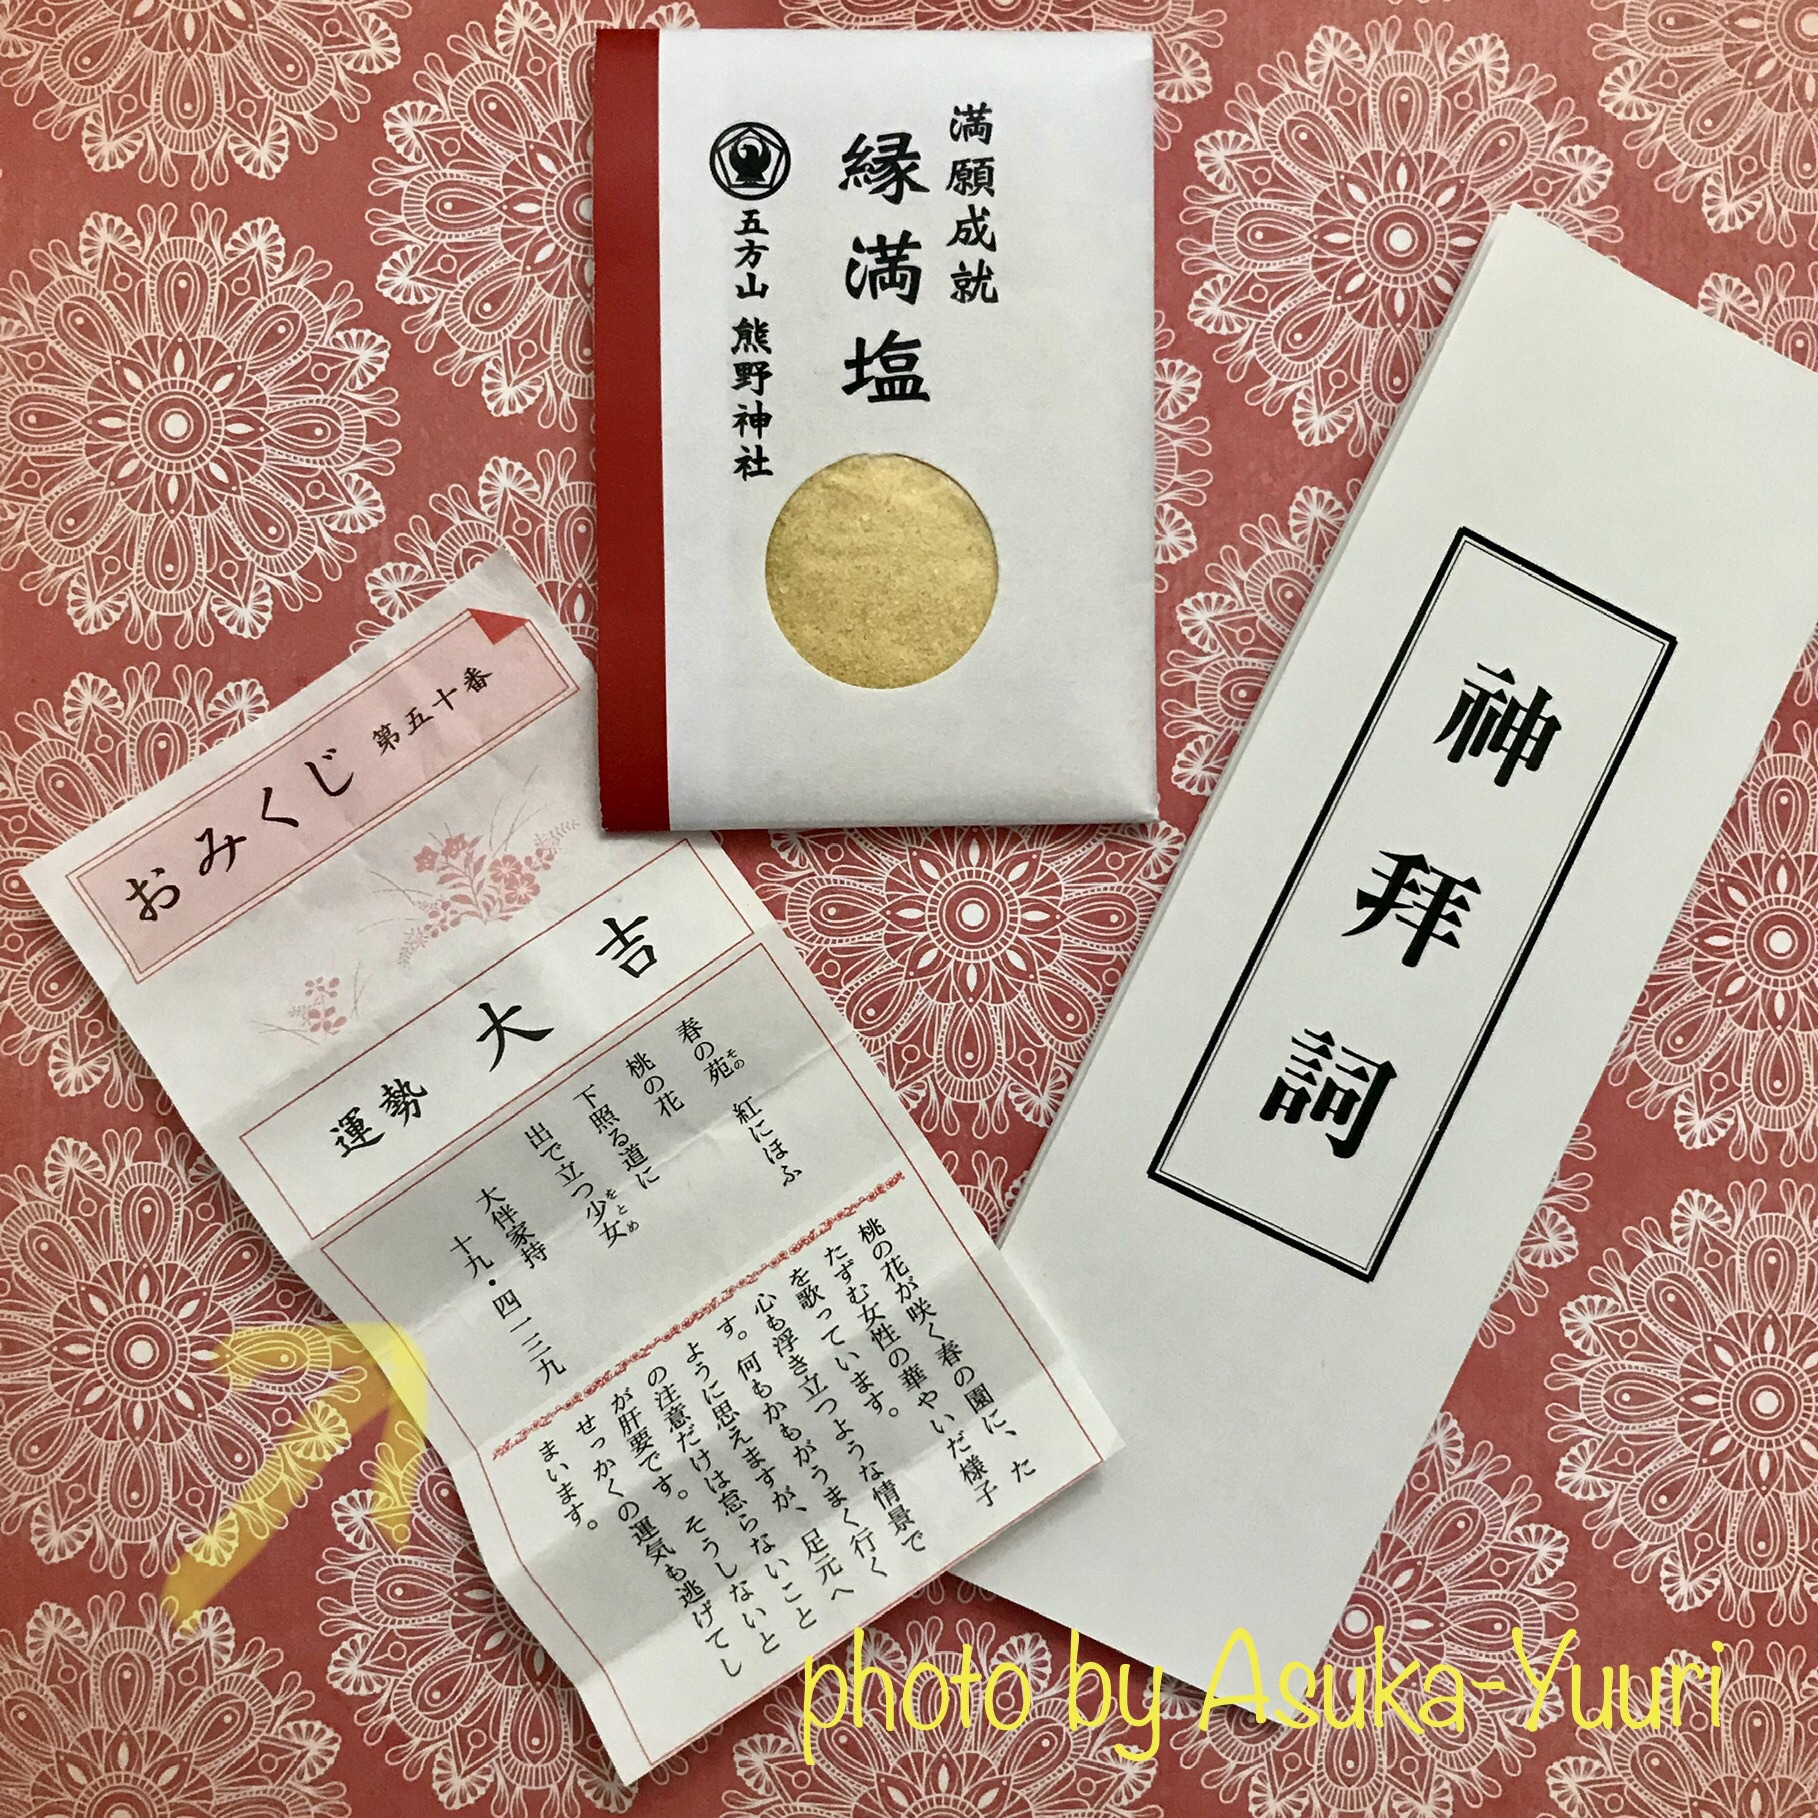 満願成就
縁満塩
五方山 熊野神社
おみくじ 第五十番
運勢 大吉
春の苑 紅にほふ
その
桃の花
下照る道に
出で立つ少女
をとめ
大伴家持
十九・四一三九
桃の花が咲く春の園に、た
たずむ女性の華やいだ様子
を歌っています。
心も浮き立つような情景で
す。何もかもがうまく行く
ように思えますが、足元へ
の注意だけは怠らないこと
が肝要です。そうしないと
せっかくの運気も逃げてし
まいます。
神拜詞
photo by Asuka-Yuuri